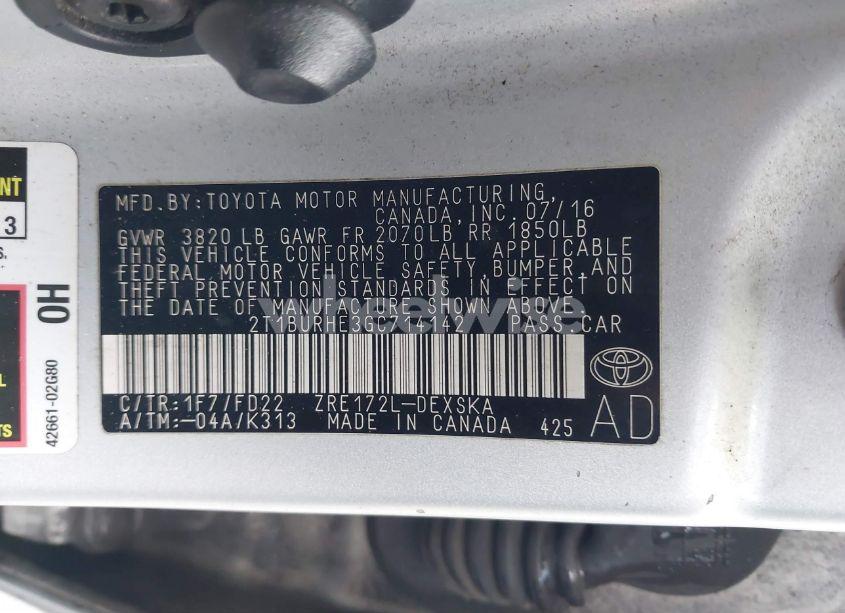 MFD.BY:TOYOTA MOTOR MANUFACTURING,
CANADA,INC. 07/16
GVWR 3820 LB GAWR FR 2070LB RR 1850LB
THIS VEHICLE CONFORMS TO ALL APPLICABLE
FEDERAL MOTOR VEHICLE SAFETY,BUMPER,AND
THEFT PREVENTION STANDARDS IN EFFECT ON
THE DATE OF MANUFACTURE SHOWN ABOVE.
PASS CAR
C/TR:1F7/FD22 ZRE172L-DEXSKA
A/TM:-04A/K313 MADE IN CANADA 425
AD
3
OH
42661-02G80
wheelwire